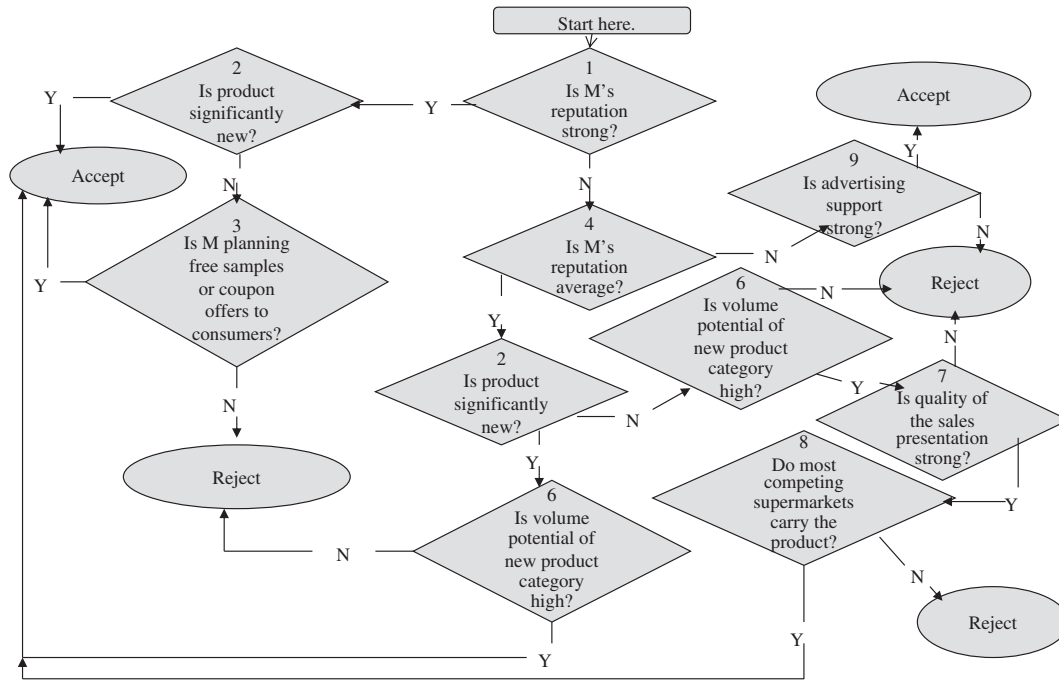 Start here.
2
Is product
significantly
new?
Y
Y
1
Is M's
reputation
strong?
Accept
Accept
N
N
Y
9
Is advertising
support
strong?
3
Is M planning
free samples
or coupon
offers to
consumers?
Y
4
Is M's
reputation
average?
N
N
Reject
6
Is volume
potential of
new product
category
high?
N
Y
N
2
Is product
significantly
new?
N
Y
7
Is quality of
the sales
presentation
strong?
N
Y
Reject
8
Do most
competing
supermarkets
carry the
product?
Y
6
Is volume
potential of
new product
category
high?
N
N
Reject
Y
Y